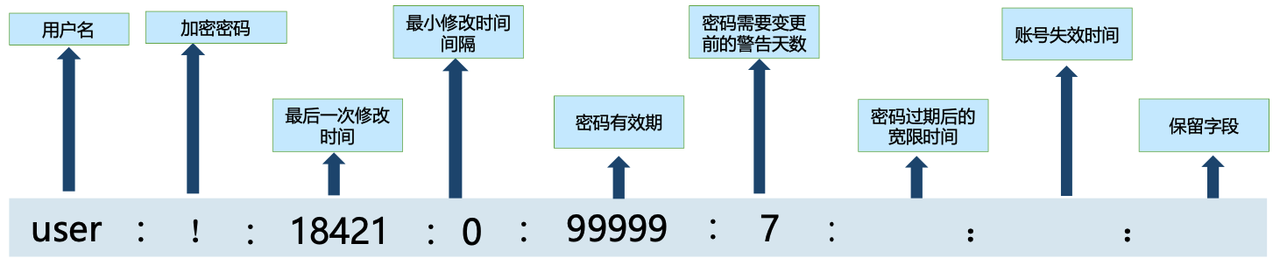 用户名
加密密码
最后一次修改
时间
最小修改时间
间隔
密码有效期
密码需要变更
前的警告天数
密码过期后的
宽限时间
账号失效时间
保留字段
user : ! : 18421 : 0 : 99999 : 7 : : :